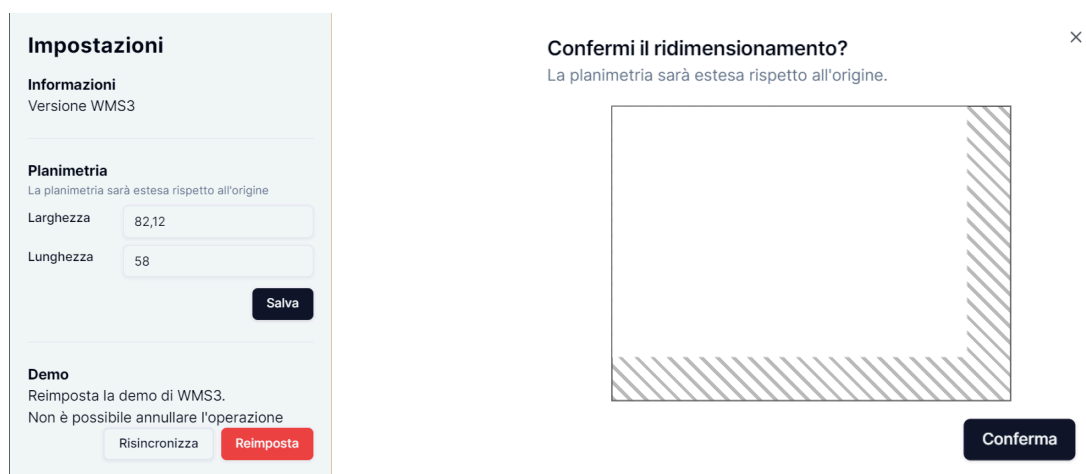 Impostazioni
Informazioni
Versione WMS3
Planimetria
La planimetria sarà estesa rispetto all'origine
Larghezza 82,12
Lunghezza 58
Salva
Demo
Reimposta la demo di WMS3.
Non è possibile annullare l'operazione
Risincronizza Reimposta
Confermi il ridimensionamento?
La planimetria sarà estesa rispetto all'origine.
Conferma